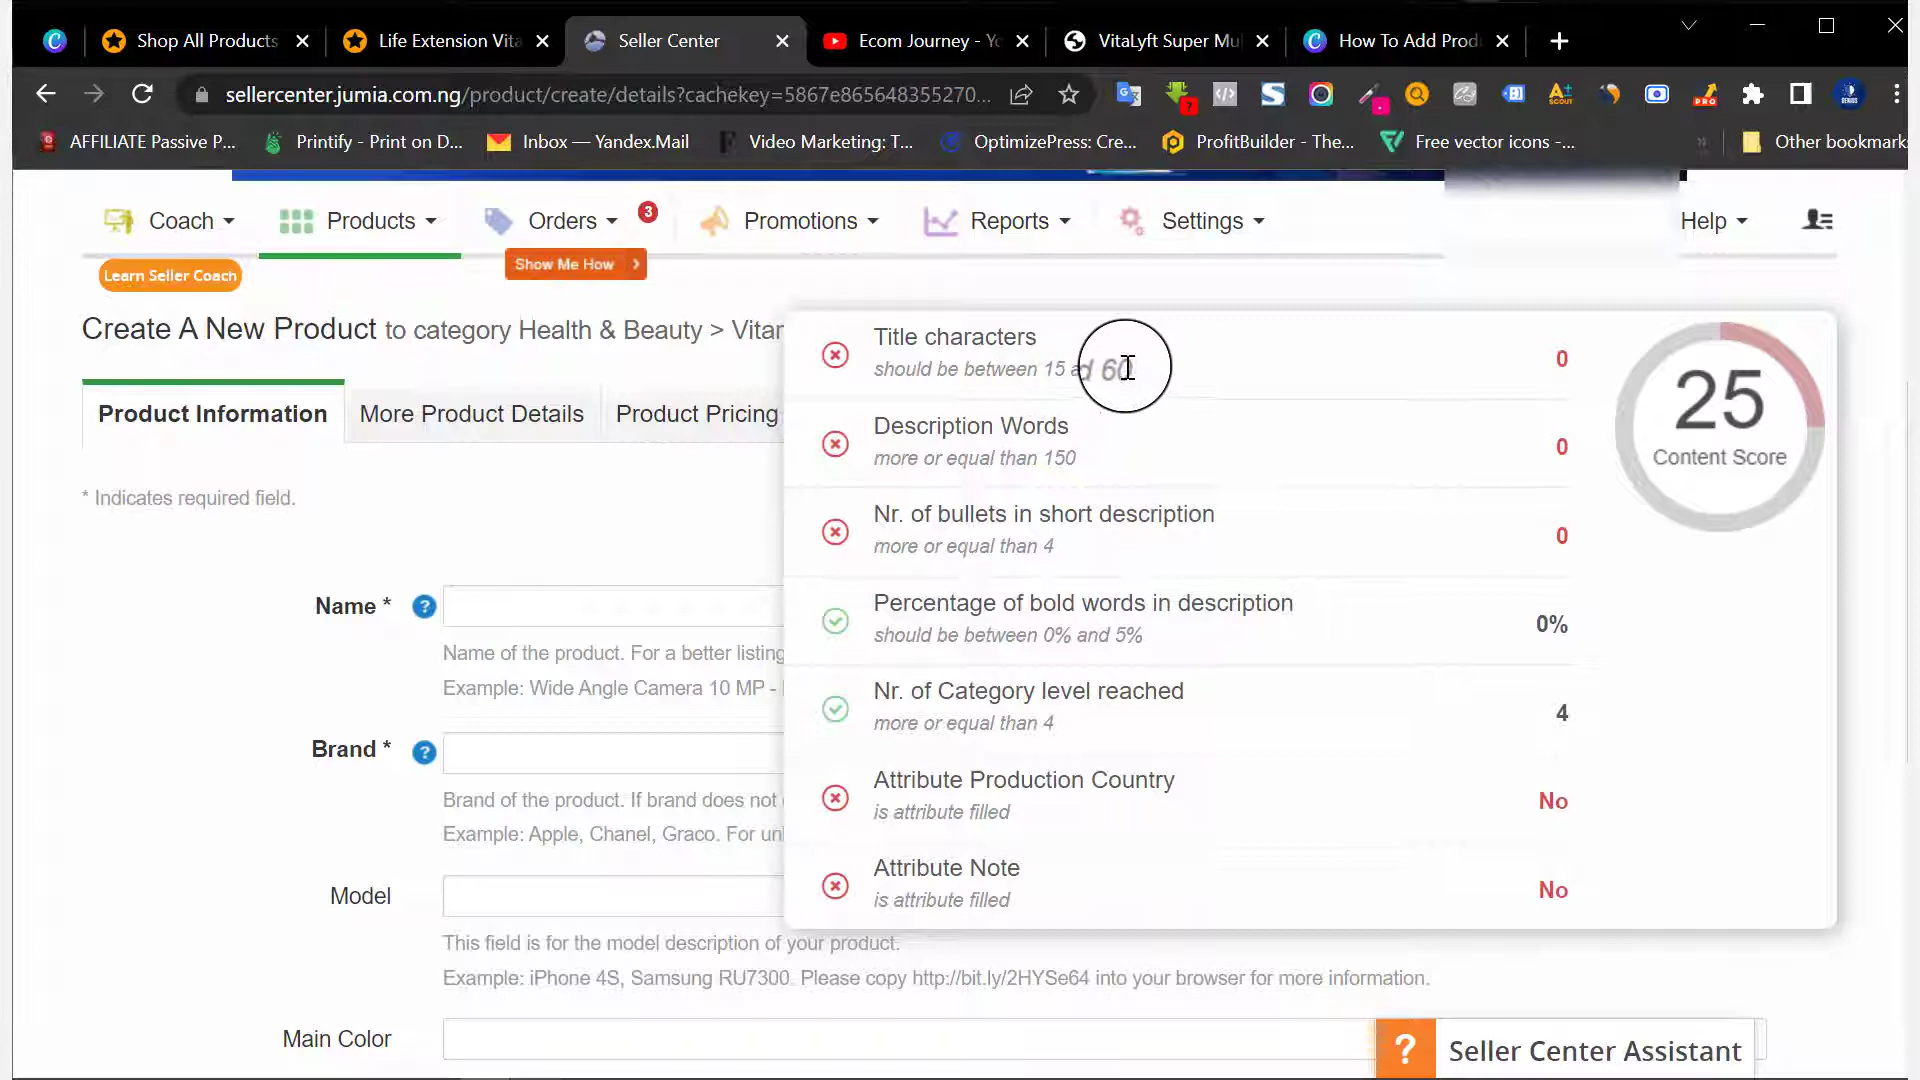 Shop All Products
Life Extension Vita
Seller Center
Ecom Journey - Yo
VitaLyft Super Mu
How To Add Prod
sellercenter.jumia.com.ng/product/create/details?cachekey=5867e865648355270...
AFFILIATE Passive P...
Printify - Print on D...
Inbox — Yandex.Mail
Video Marketing: T...
OptimizePress: Cre...
ProfitBuilder - The...
Free vector icons -...
Other bookmark
Coach
Products
Orders
3
Promotions
Reports
Settings
Help
Learn Seller Coach
Show Me How
Create A New Product to category Health & Beauty >
Product Information
More Product Details
Product Pricing
* Indicates required field.
Name *
?
Name of the product. For a better listing
Example: Wide Angle Camera 10 MP -
Brand *
?
Brand of the product. If brand does not
Example: Apple, Chanel, Graco. For
Model
This field is for the model description of your product.
Example: iPhone 4S, Samsung RU7300. Please copy http://bit.ly/2HYSe64 into your browser for more information.
Main Color
Title characters
should be between 15 60
0
Description Words
more or equal than 150
0
Nr. of bullets in short description
more or equal than 4
0
Percentage of bold words in description
should be between 0% and 5%
0%
Nr. of Category level reached
more or equal than 4
4
Attribute Production Country
is attribute filled
No
Attribute Note
is attribute filled
No
25
Content Score
? Seller Center Assistant